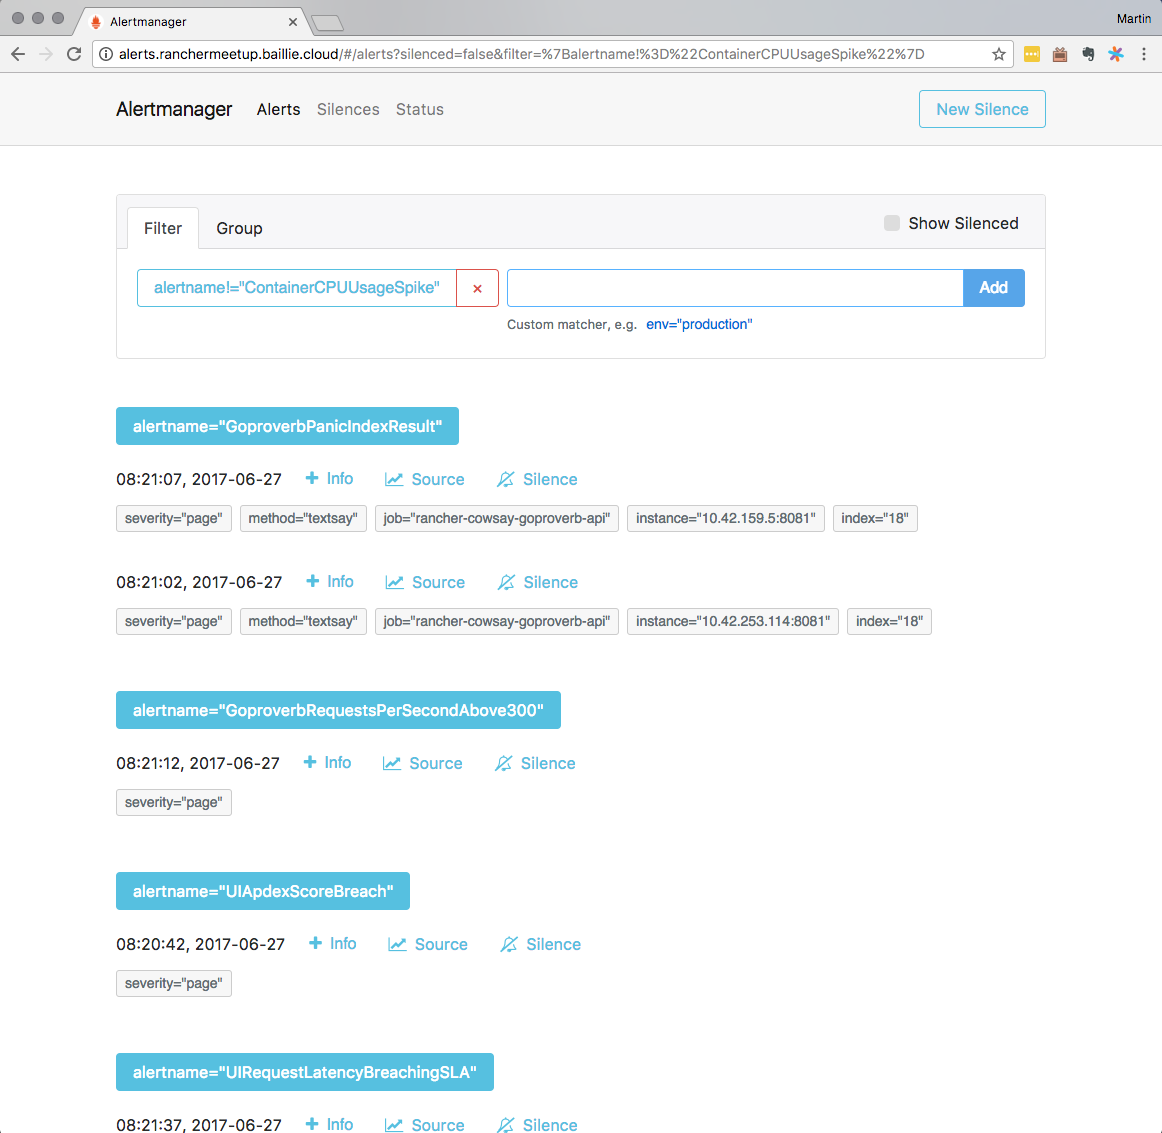 Alertmanager
Martin
alerts.ranchermeetup.baillie.cloud/#/alerts?silenced=false&filter=%7Balertname!%3D%22ContainerCPUUsageSpike%22%7D
Alertmanager Alerts Silences Status New Silence
Filter Group Show Silenced
alertname!="ContainerCPUUsageSpike" × Add
Custom matcher, e.g. env="production"
alertname="GoproverbPanicIndexResult"
08:21:07, 2017-06-27 + Info Source Silence
severity="page" method="textsay" job="rancher-cowsay-goproverb-api" instance="10.42.159.5:8081" index="18"
08:21:02, 2017-06-27 + Info Source Silence
severity="page" method="textsay" job="rancher-cowsay-goproverb-api" instance="10.42.253.114:8081" index="18"
alertname="GoproverbRequestsPerSecondAbove300"
08:21:12, 2017-06-27 + Info Source Silence
severity="page"
alertname="UIApdexScoreBreach"
08:20:42, 2017-06-27 + Info Source Silence
severity="page"
alertname="UIRequestLatencyBreachingSLA"
08:21:37, 2017-06-27 + Info Source Silence